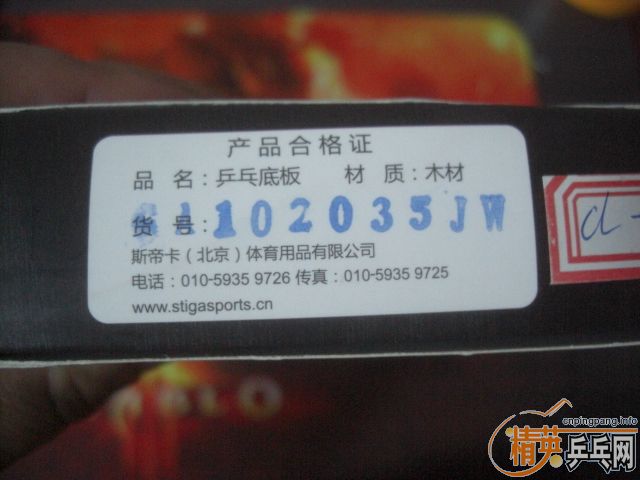 产品合格证
品 名：乒乓底板 材 质：木材
货 号：102035JW
斯帝卡（北京）体育用品有限公司
电话：010-5935 9726 传真：010-5935 9725
www.stigasports.cn
d
cnpingpang.info
精英乒乓网